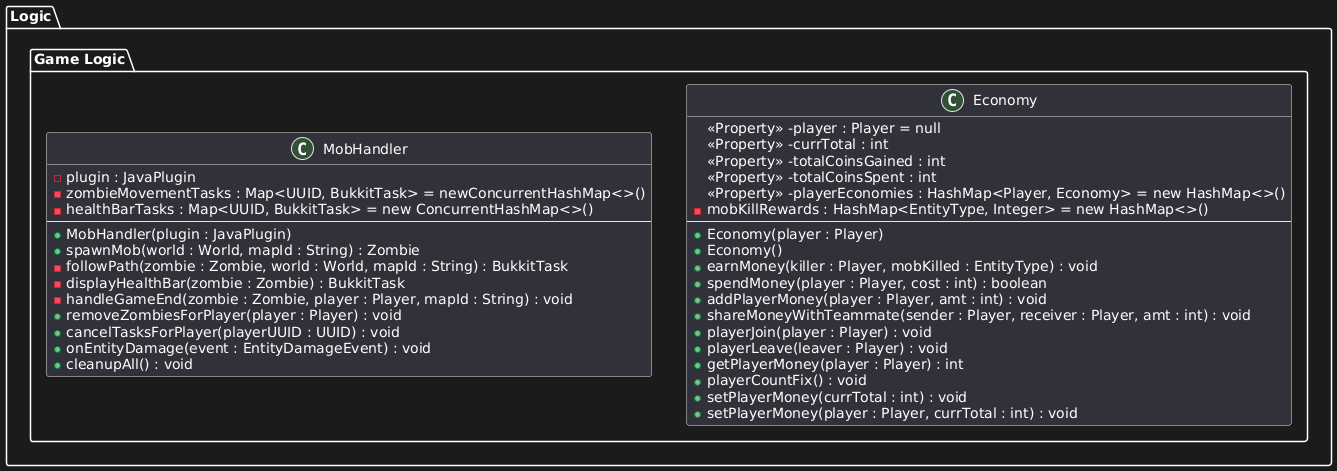 Logic
Game Logic
C MobHandler
plugin : JavaPlugin
zombieMovementTasks : Map<UUID, BukkitTask> = newConcurrentHashMap<>()
healthBarTasks : Map<UUID, BukkitTask> = new ConcurrentHashMap<>()
MobHandler(plugin : JavaPlugin)
spawnMob(world : World, mapId : String) : Zombie
followPath(zombie : Zombie, world : World, mapId : String) : BukkitTask
displayHealthBar(zombie : Zombie) : BukkitTask
handleGameEnd(zombie : Zombie, player : Player, mapId : String) : void
removeZombiesForPlayer(player : Player) : void
cancelTasksForPlayer(playerUUID : UUID) : void
onEntityDamage(event : EntityDamageEvent) : void
cleanupAll() : void
C Economy
«Property» -player : Player = null
«Property» -currTotal : int
«Property» -totalCoinsGained : int
«Property» -totalCoinsSpent : int
«Property» -playerEconomies : HashMap<Player, Economy> = new HashMap<>()
mobKillRewards : HashMap<EntityType, Integer> = new HashMap<>()
Economy(player : Player)
Economy()
earnMoney(killer : Player, mobKilled : EntityType) : void
spendMoney(player : Player, cost : int) : boolean
addPlayerMoney(player : Player, amt : int) : void
shareMoneyWithTeammate(sender : Player, receiver : Player, amt : int) : void
playerJoin(player : Player) : void
playerLeave(leaver : Player) : void
getPlayerMoney(player : Player) : int
playerCountFix() : void
setPlayerMoney(currTotal : int) : void
setPlayerMoney(player : Player, currTotal : int) : void